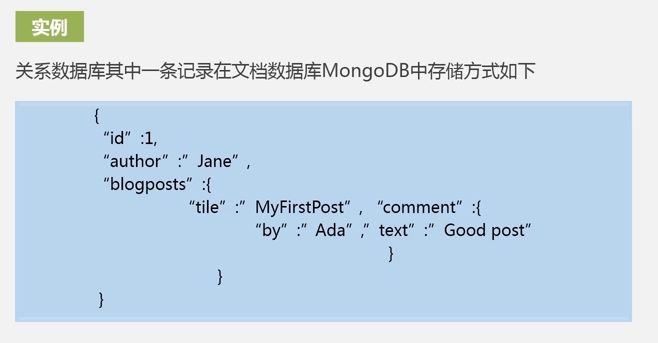 实例
关系数据库其中一条记录在文档数据库MongoDB中存储方式如下
{
“id”:1,
“author”:”Jane”,
“blogposts”:{
“tile”:”MyFirstPost”, “comment”:{
“by”:”Ada”,”text”:”Good post”
}
}
}